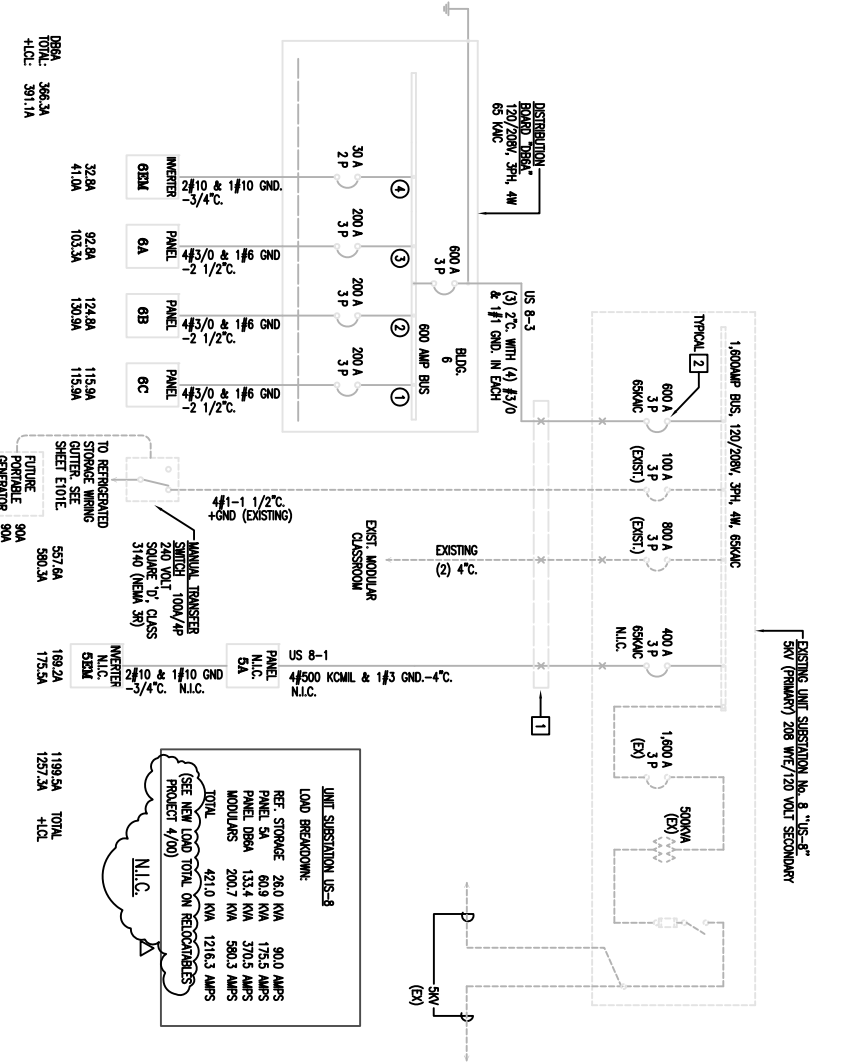 EXISTING UNIT SUBSTATION No. 8 "US-8"
5KV (PRIMARY) 208 WYE/120 VOLT SECONDARY
1,600AMP BUS, 120/208V, 3PH, 4W, 65KAIC
TYPICAL 2
600 A
3 P
65KAIC
100 A
3 P
(EXIST.)
800 A
3 P
(EXIST.)
400 A
3 P
65KAIC
N.I.C.
1,600 A
3 P
(EX)
500KVA
(EX)
1
5KV
(EX)
DISTRIBUTION
BOARD "DB6A"
120/208V, 3PH, 4W
65 KAIC
US 8-3
(3) 2"C. WITH (4) #3/0
& 1#1 GND. IN EACH
600 A
3 P
BLDG.
6
600 AMP BUS
4
3
2
1
30 A
2 P
200 A
3 P
200 A
3 P
200 A
3 P
2#10 & 1#10 GND.
-3/4"C.
4#3/0 & 1#6 GND
-2 1/2"C.
4#3/0 & 1#6 GND
-2 1/2"C.
4#3/0 & 1#6 GND
-2 1/2"C.
INVERTER
6EM
PANEL
6A
PANEL
6B
PANEL
6C
DB6A
TOTAL: 366.3A
+LCL: 391.1A
32.8A
41.0A
92.8A
103.3A
124.8A
130.9A
115.9A
115.9A
4#1-1 1/2"C.
+GND (EXISTING)
EXIST. MODULAR
CLASSROOM
EXISTING
(2) 4"C.
MANUAL TRANSFER
SWITCH 100A/4P
240 VOLT
SQUARE 'D', CLASS
3140 (NEMA 3R)
TO REFRIGERATED
STORAGE WIRING
GUTTER. SEE
SHEET E101E.
FUTURE
PORTABLE
GENERATOR
90A
90A
557.6A
580.3A
US 8-1
4#500 KCMIL & 1#3 GND.-4"C.
N.I.C.
PANEL
N.I.C.
5A
2#10 & 1#10 GND
-3/4"C. N.I.C.
INVERTER
N.I.C.
5EM
169.2A
175.5A
1199.5A TOTAL
1257.3A +LCL
UNIT SUBSTATION US-8
LOAD BREAKDOWN:
REF. STORAGE 26.0 KVA 90.0 AMPS
PANEL 5A 60.9 KVA 175.5 AMPS
PANEL DB6A 133.4 KVA 370.5 AMPS
MODULARS 200.7 KVA 580.3 AMPS
TOTAL 421.0 KVA 1216.3 AMPS
(SEE NEW LOAD TOTAL ON RELOCATABLES
PROJECT 4/00)
N.I.C.